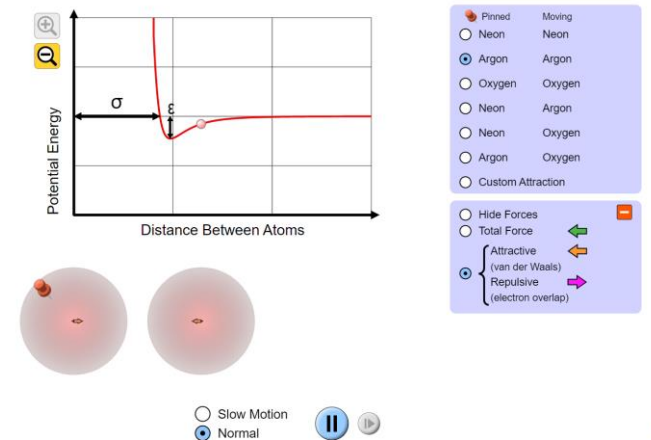 Potential Energy
σ
ε
Distance Between Atoms
Pinned Moving
Neon Neon
Argon Argon
Oxygen Oxygen
Neon Argon
Neon Oxygen
Argon Oxygen
Custom Attraction
Hide Forces
Total Force
Attractive
(van der Waals)
Repulsive
(electron overlap)
Slow Motion
Normal